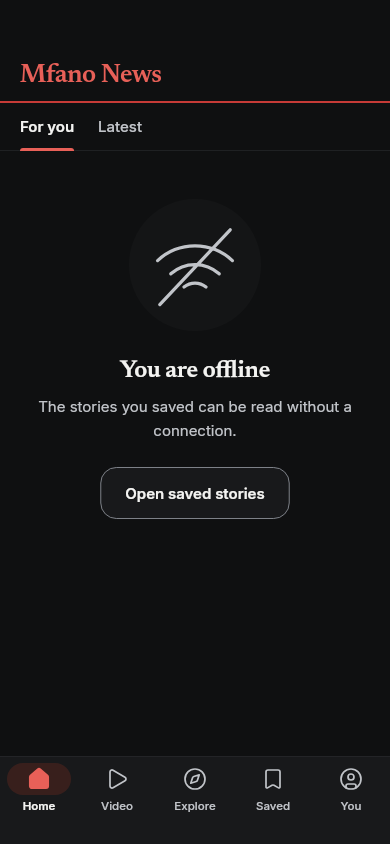 Mfano News
For you
Latest
You are offline
The stories you saved can be read without a
connection.
Open saved stories
Home
Video
Explore
Saved
You